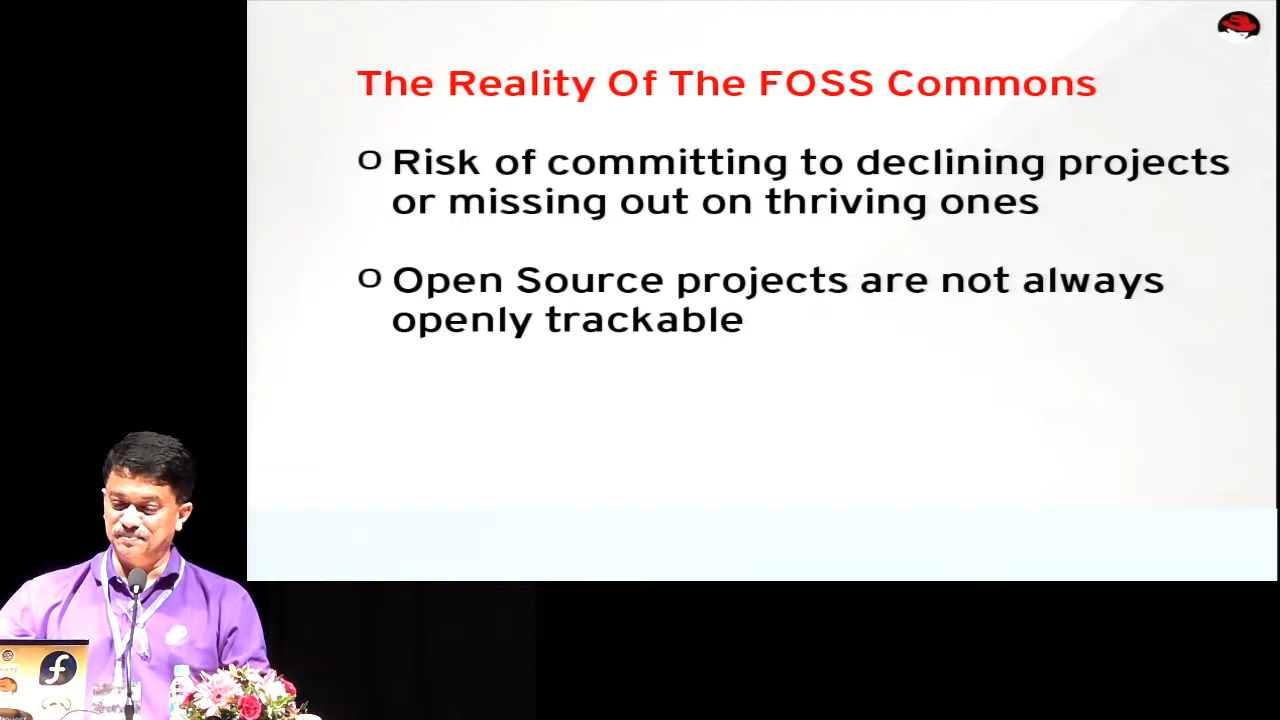 The Reality Of The FOSS Commons
o Risk of committing to declining projects
or missing out on thriving ones
o Open Source projects are not always
openly trackable